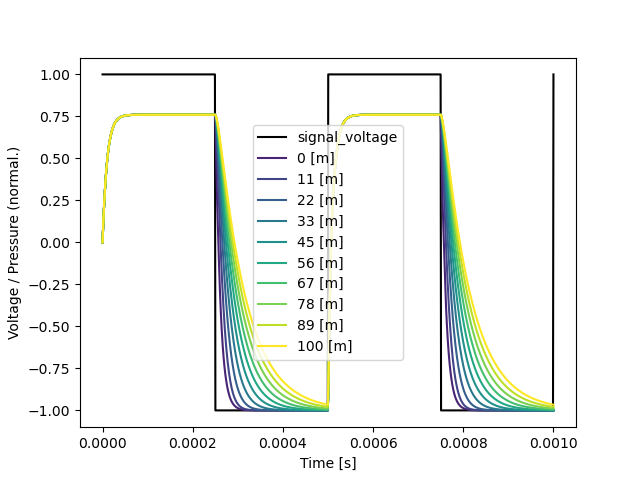 1.00
0.75
0.50
0.25
0.00
−0.25
−0.50
−0.75
−1.00
Voltage / Pressure (normal.)
signal_voltage
0 [m]
11 [m]
22 [m]
33 [m]
45 [m]
56 [m]
67 [m]
78 [m]
89 [m]
100 [m]
0.0000 0.0002 0.0004 0.0006 0.0008 0.0010
Time [s]